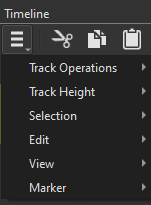 Timeline
Track Operations
Track Height
Selection
Edit
View
Marker